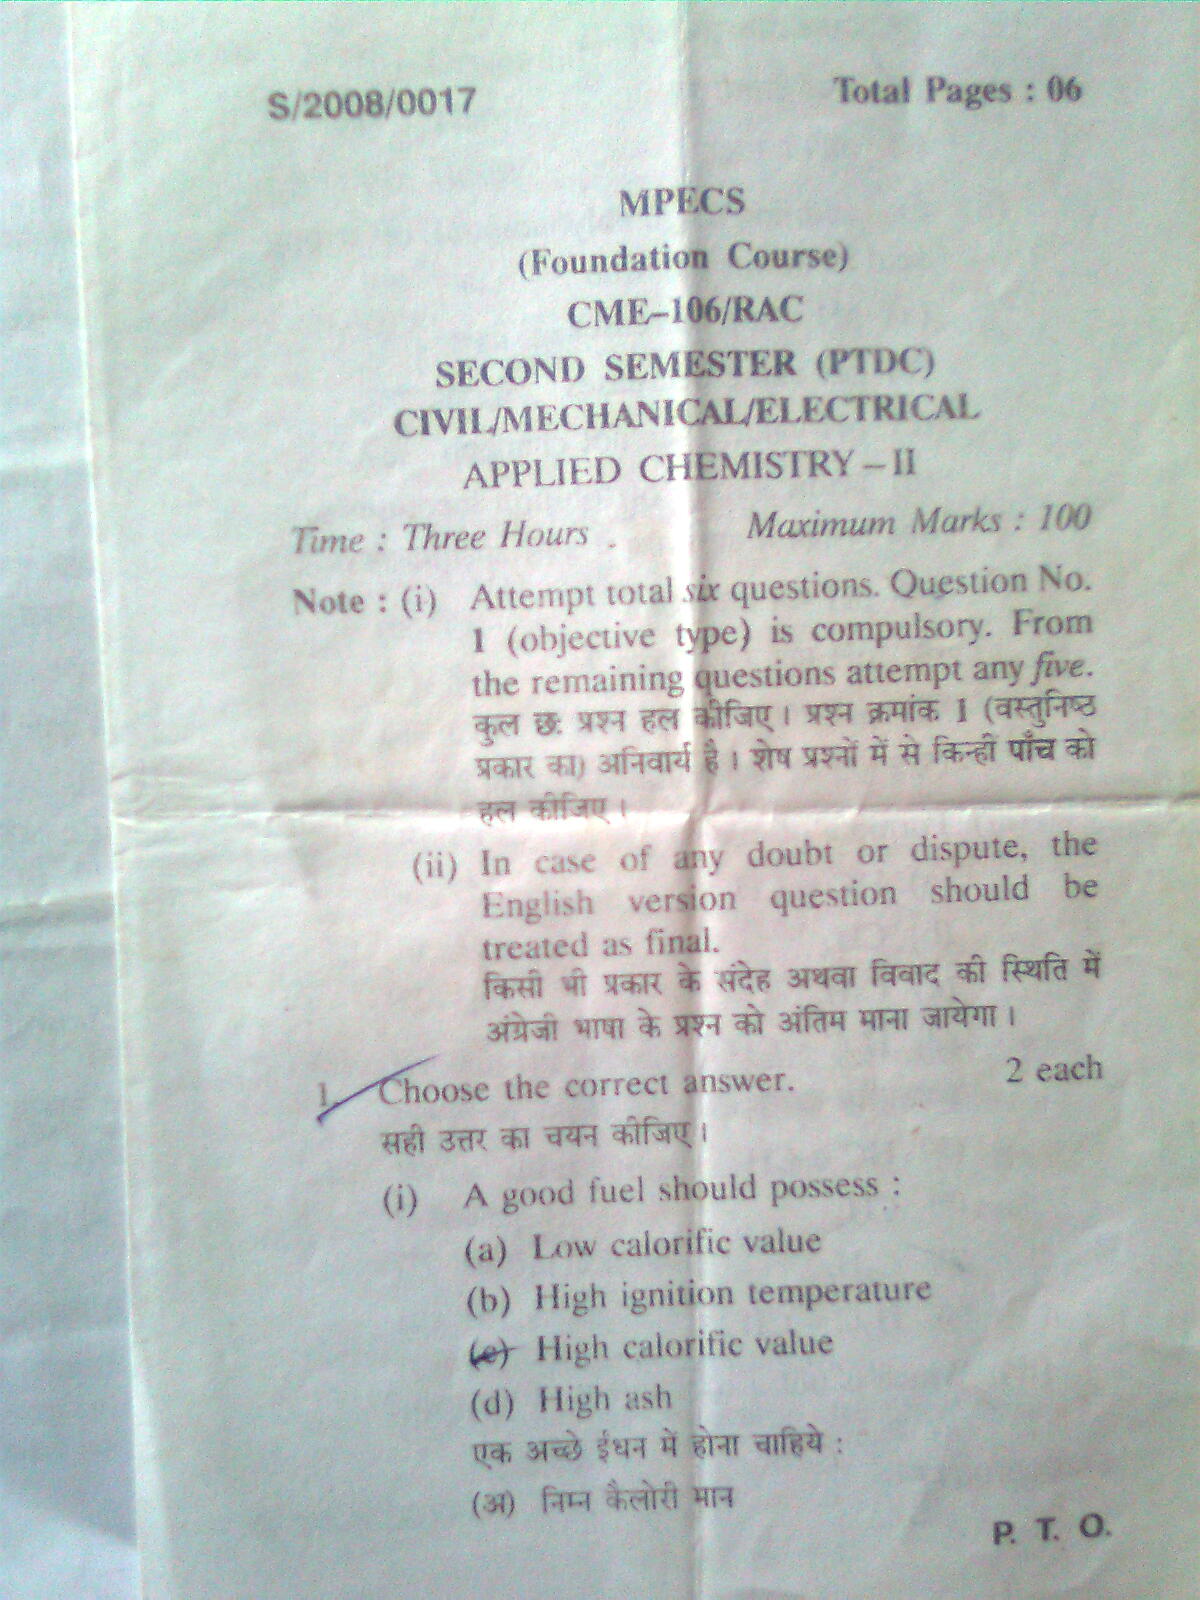 S/2008/0017
Total Pages : 06
MPECS
(Foundation Course)
CME–106/RAC
SECOND SEMESTER (PTDC)
CIVIL/MECHANICAL/ELECTRICAL
APPLIED CHEMISTRY – II
Time : Three Hours
Maximum Marks : 100
Note : (i) Attempt total six questions. Question No.
1 (objective type) is compulsory. From
the remaining questions attempt any five.
कुल छः प्रश्न हल कीजिए। प्रश्न क्रमांक 1 (वस्तुनिष्ठ
प्रकार का) अनिवार्य है। शेष प्रश्नों में से किन्हीं पाँच को
हल कीजिए।
(ii) In case of any doubt or dispute, the
English version question should be
treated as final.
किसी भी प्रकार के संदेह अथवा विवाद की स्थिति में
अंग्रेजी भाषा के प्रश्न को अंतिम माना जायेगा।
1. Choose the correct answer. 2 each
सही उत्तर का चयन कीजिए।
(i) A good fuel should possess :
(a) Low calorific value
(b) High ignition temperature
(c) High calorific value
(d) High ash
एक अच्छे ईंधन में होना चाहिये :
(अ) निम्न कैलोरी मान
P. T. O.